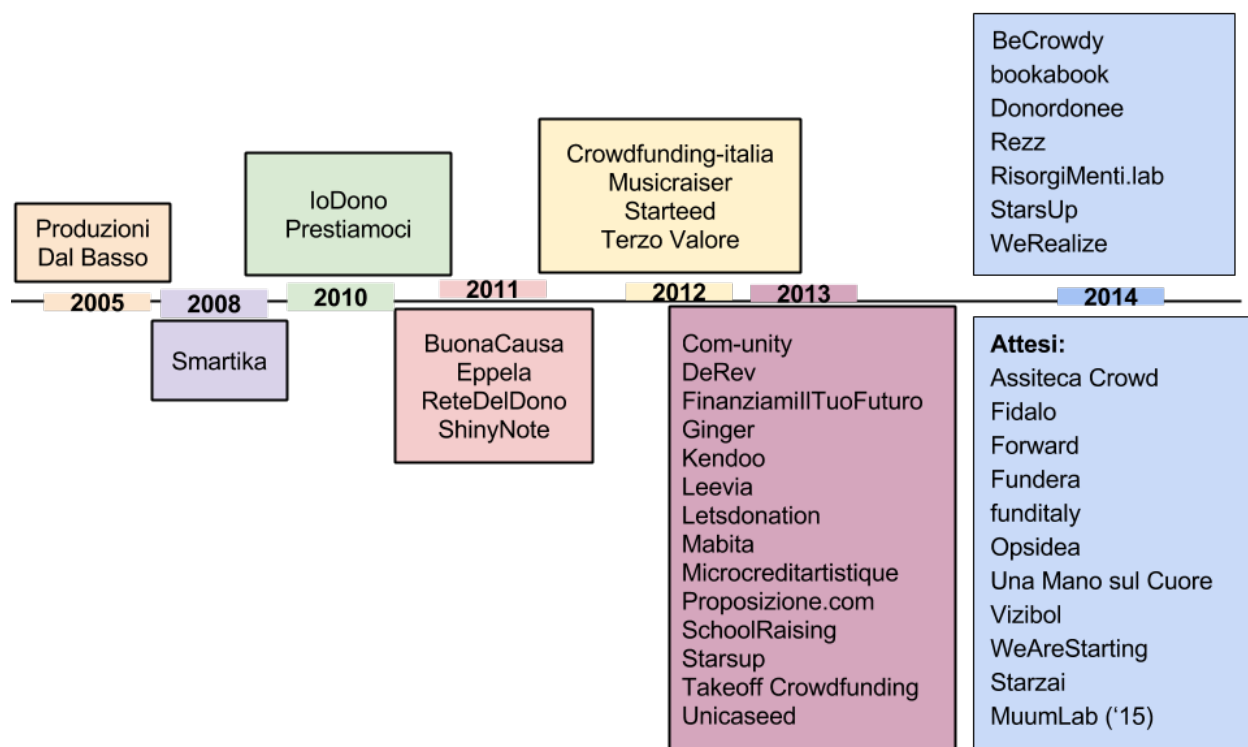 Produzioni
Dal Basso
2005
2008
Smartika
IoDono
Prestiamoci
2010
2011
BuonaCausa
Eppela
ReteDelDono
ShinyNote
Crowdfunding-italia
Musicraiser
Starteed
Terzo Valore
2012
2013
Com-unity
DeRev
FinanziamiIlTuoFuturo
Ginger
Kendoo
Leevia
Letsdonation
Mabita
Microcreditartistique
Proposizione.com
SchoolRaising
Starsup
Takeoff Crowdfunding
Unicaseed
BeCrowdy
bookabook
Donordonee
Rezz
RisorgiMenti.lab
StarsUp
WeRealize
2014
Attesi:
Assiteca Crowd
Fidalo
Forward
Fundera
funditaly
Opsidea
Una Mano sul Cuore
Vizibol
WeAreStarting
Starzai
MuumLab (‘15)